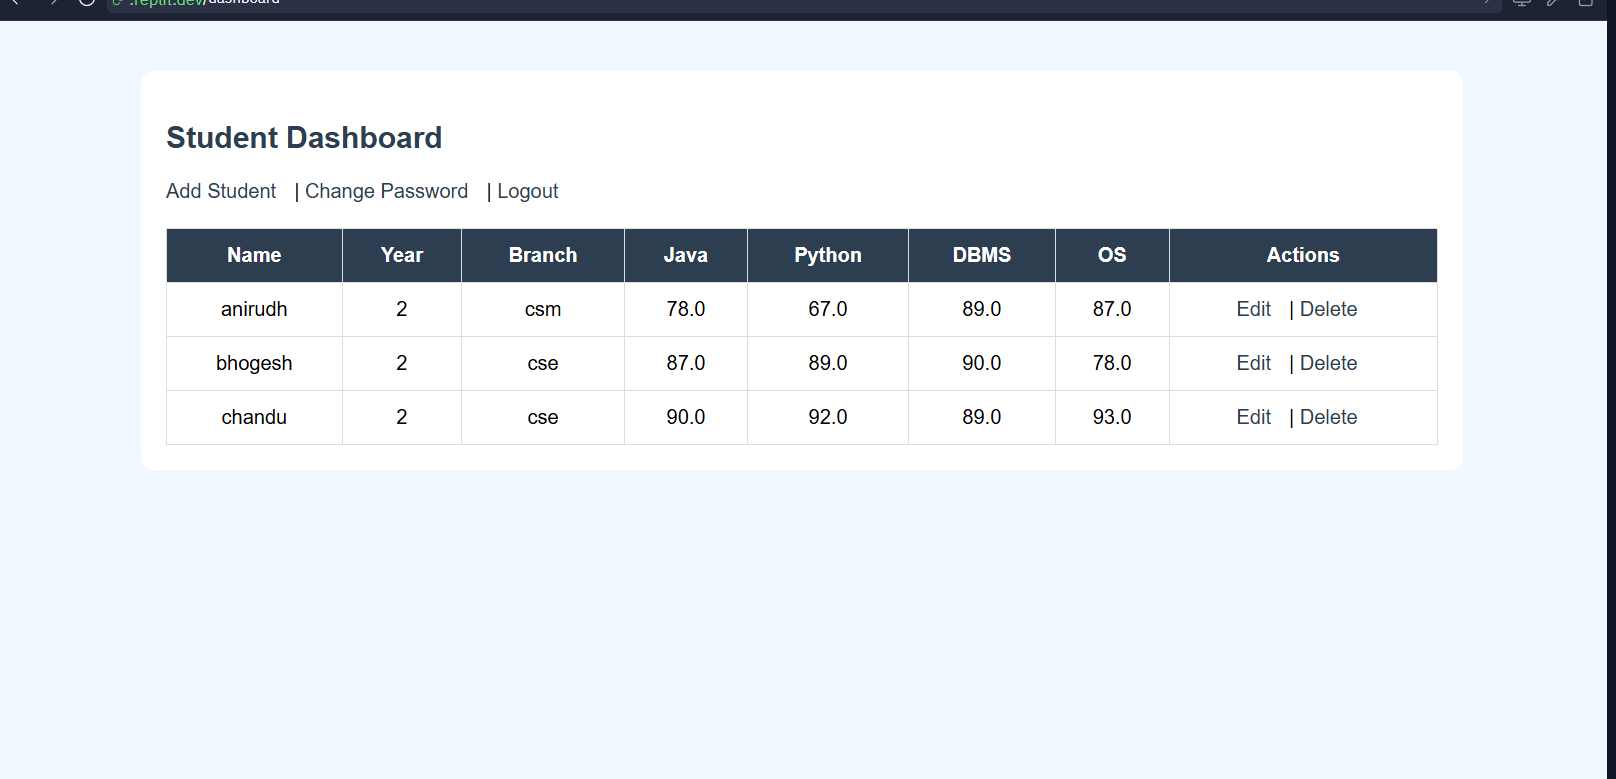 .replit.dev/dashboard
Student Dashboard
Add Student | Change Password | Logout
Name Year Branch Java Python DBMS OS Actions
anirudh 2 csm 78.0 67.0 89.0 87.0 Edit | Delete
bhogesh 2 cse 87.0 89.0 90.0 78.0 Edit | Delete
chandu 2 cse 90.0 92.0 89.0 93.0 Edit | Delete